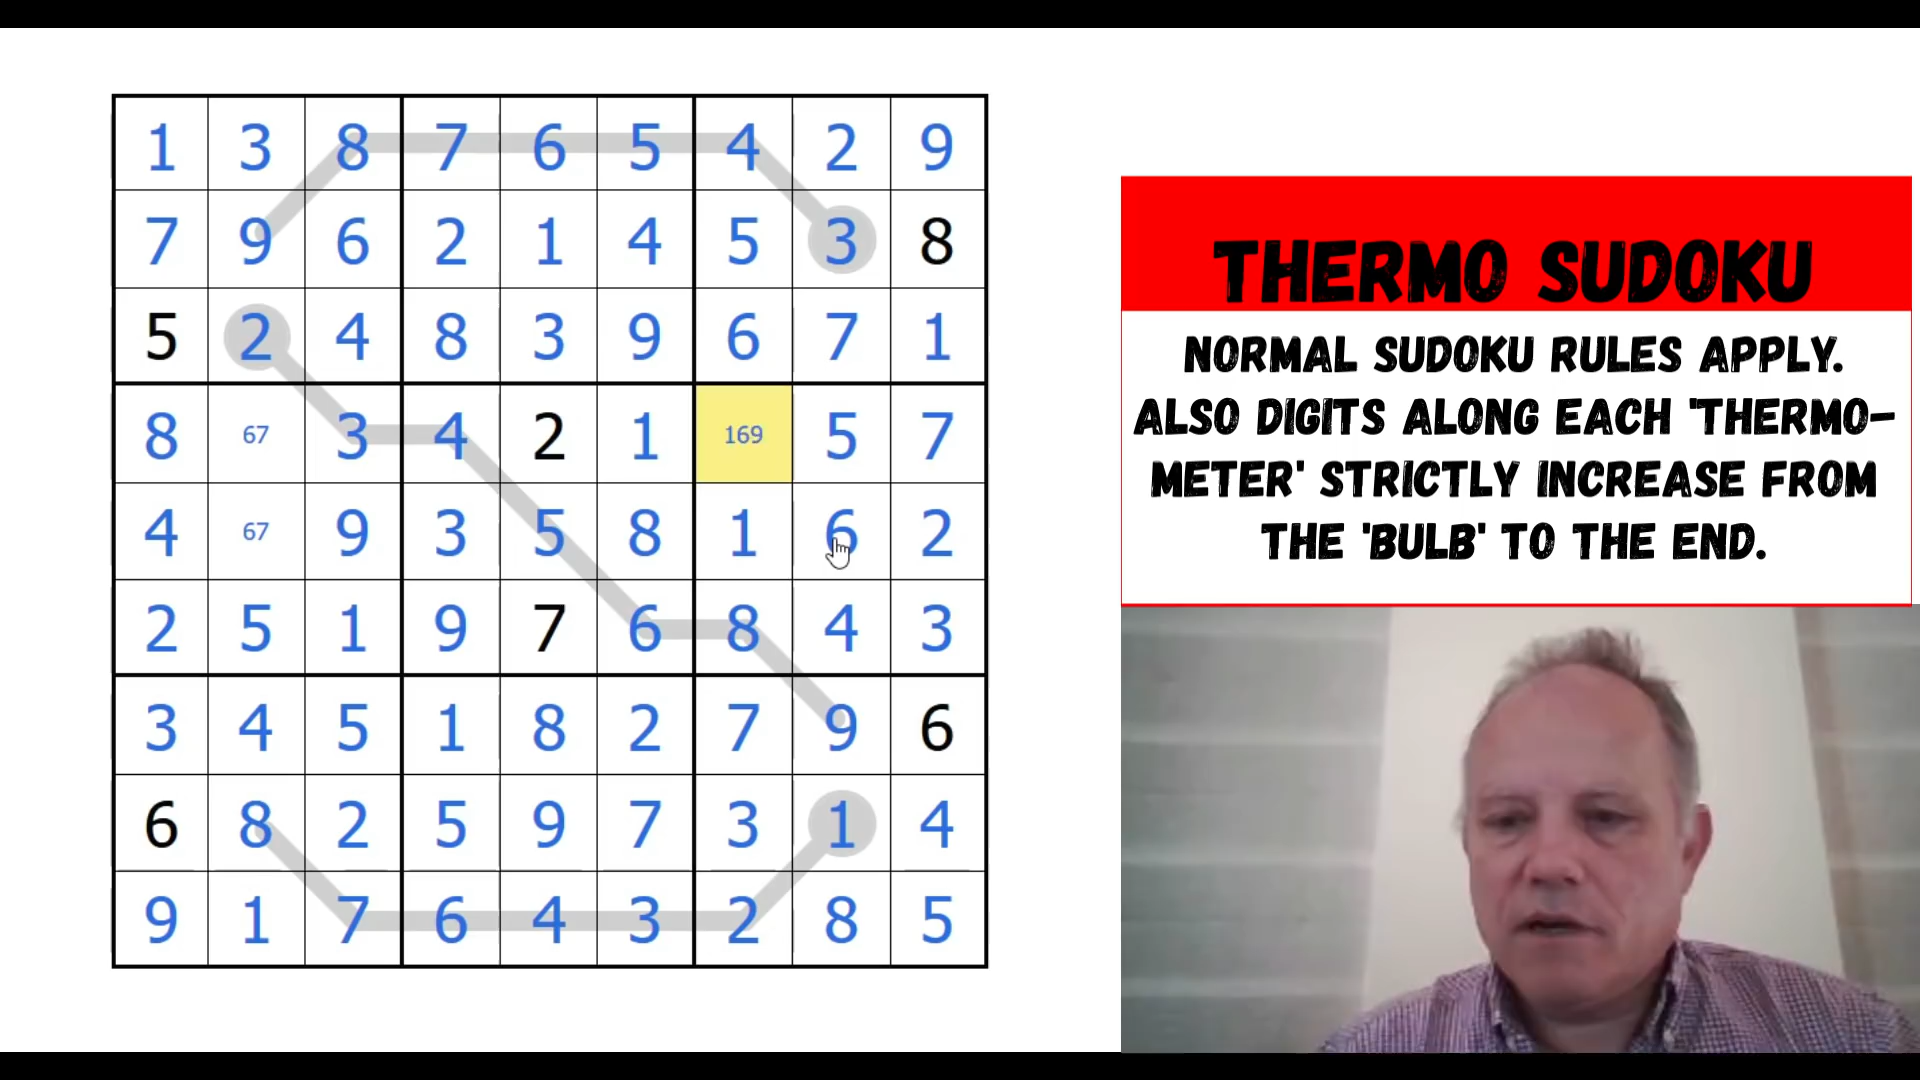 1 3 8 7 6 5 4 2 9
7 9 6 2 1 4 5 3 8
5 2 4 8 3 9 6 7 1
8 67 3 4 2 1 169 5 7
4 67 9 3 5 8 1 6 2
2 5 1 9 7 6 8 4 3
3 4 5 1 8 2 7 9 6
6 8 2 5 9 7 3 1 4
9 1 7 6 4 3 2 8 5
THERMO SUDOKU
NORMAL SUDOKU RULES APPLY.
ALSO DIGITS ALONG EACH 'THERMO-
METER' STRICTLY INCREASE FROM
THE 'BULB' TO THE END.